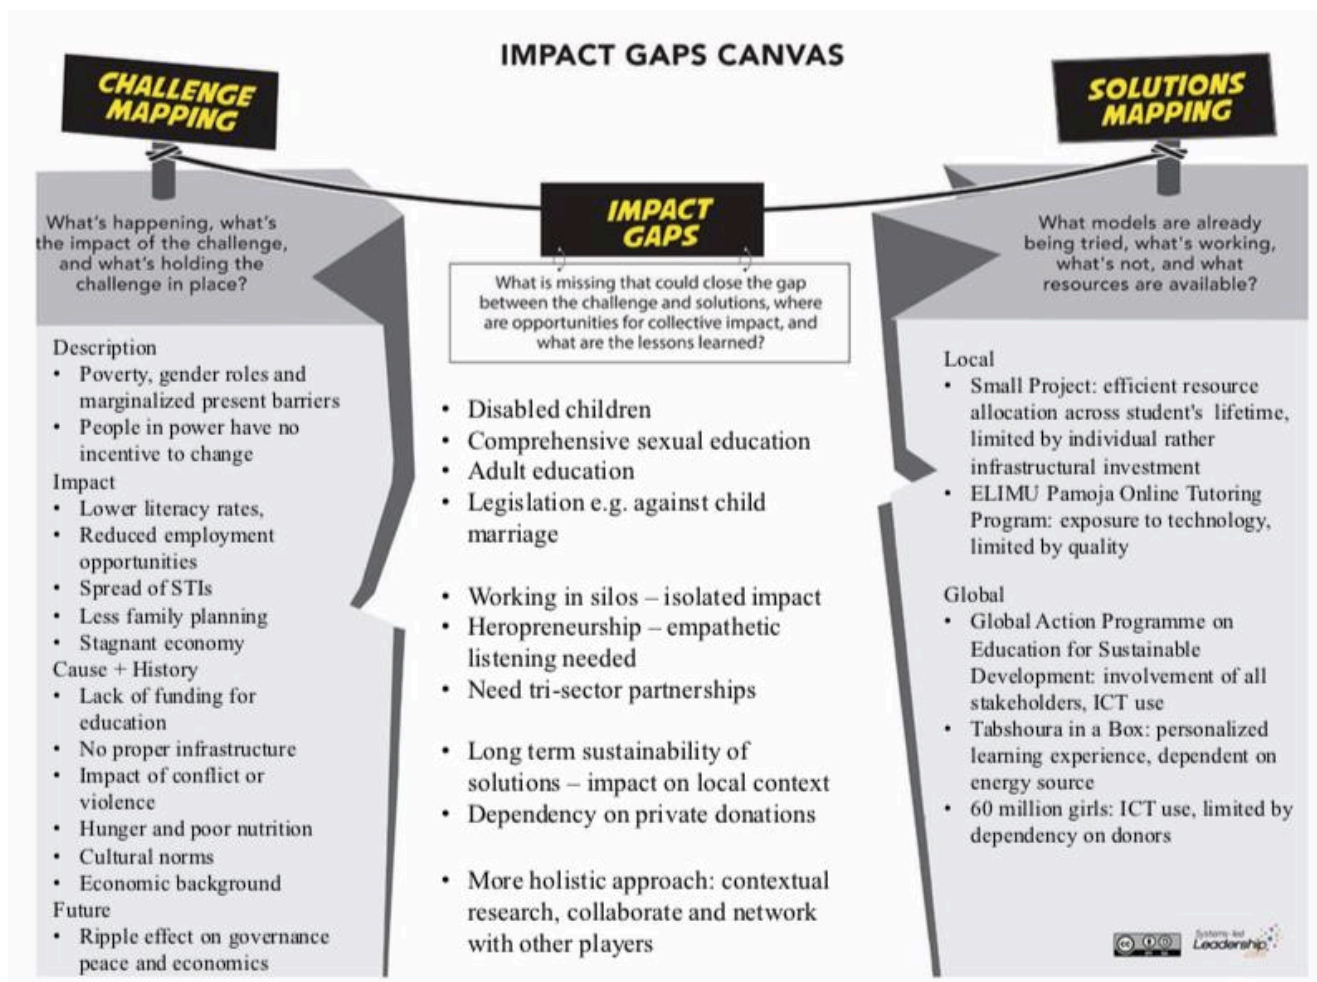 IMPACT GAPS CANVAS
CHALLENGE
MAPPING
What's happening, what's
the impact of the challenge,
and what's holding the
challenge in place?
Description
• Poverty, gender roles and
marginalized present barriers
• People in power have no
incentive to change
Impact
• Lower literacy rates,
• Reduced employment
opportunities
• Spread of STIs
• Less family planning
• Stagnant economy
Cause + History
• Lack of funding for
education
• No proper infrastructure
• Impact of conflict or
violence
• Hunger and poor nutrition
• Cultural norms
• Economic background
Future
• Ripple effect on governance
peace and economics
IMPACT
GAPS
What is missing that could close the gap
between the challenge and solutions, where
are opportunities for collective impact, and
what are the lessons learned?
• Disabled children
• Comprehensive sexual education
• Adult education
• Legislation e.g. against child
marriage
• Working in silos – isolated impact
• Heropreneurship – empathetic
listening needed
• Need tri-sector partnerships
• Long term sustainability of
solutions – impact on local context
• Dependency on private donations
• More holistic approach: contextual
research, collaborate and network
with other players
SOLUTIONS
MAPPING
What models are already
being tried, what's working,
what's not, and what
resources are available?
Local
• Small Project: efficient resource
allocation across student's lifetime,
limited by individual rather
infrastructural investment
• ELIMU Pamoja Online Tutoring
Program: exposure to technology,
limited by quality
Global
• Global Action Programme on
Education for Sustainable
Development: involvement of all
stakeholders, ICT use
• Tabshoura in a Box: personalized
learning experience, dependent on
energy source
• 60 million girls: ICT use, limited by
dependency on donors
cc
Systems-led
Leadership